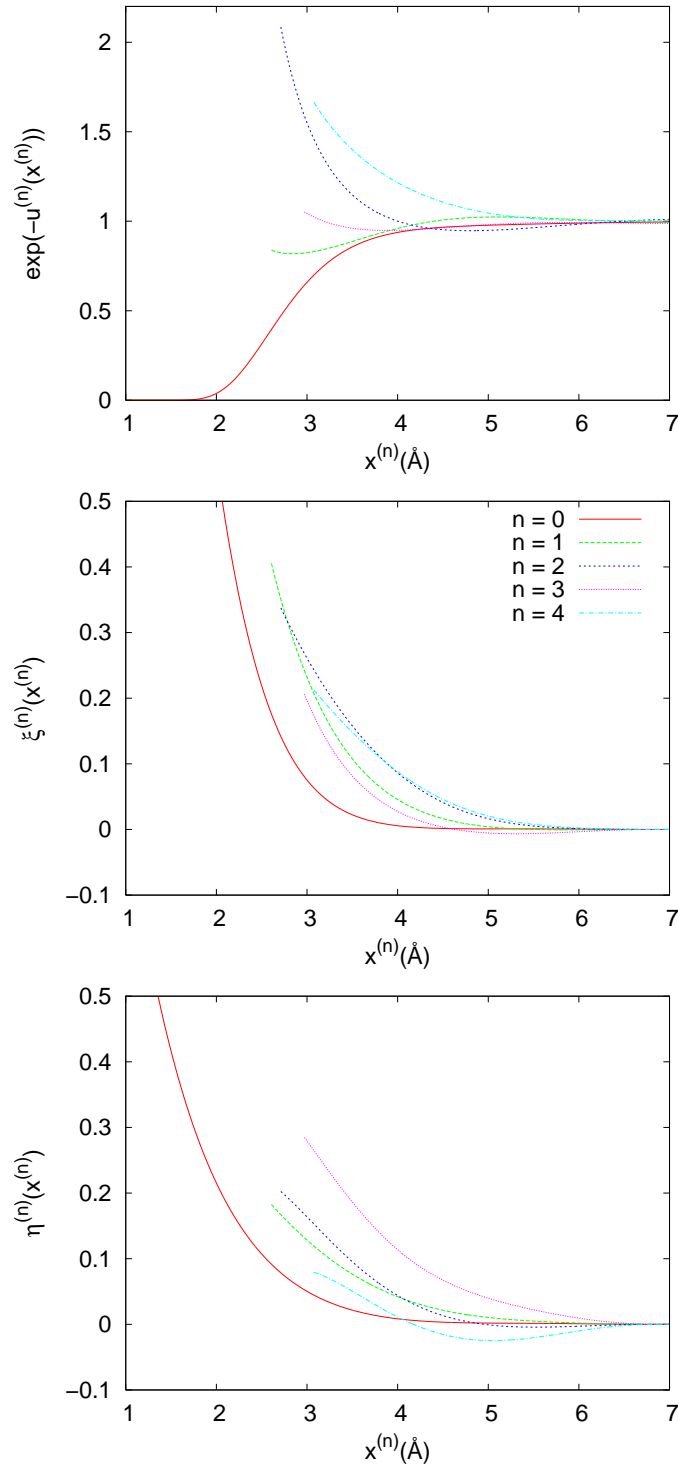 2
1.5
1
0.5
0
exp(−u⁽ⁿ⁾(x⁽ⁿ⁾))
1 2 3 4 5 6 7
x⁽ⁿ⁾(Å)
0.5
0.4
0.3
0.2
0.1
0
−0.1
ξ⁽ⁿ⁾(x⁽ⁿ⁾)
n = 0
n = 1
n = 2
n = 3
n = 4
1 2 3 4 5 6 7
x⁽ⁿ⁾(Å)
0.5
0.4
0.3
0.2
0.1
0
−0.1
η⁽ⁿ⁾(x⁽ⁿ⁾)
1 2 3 4 5 6 7
x⁽ⁿ⁾(Å)